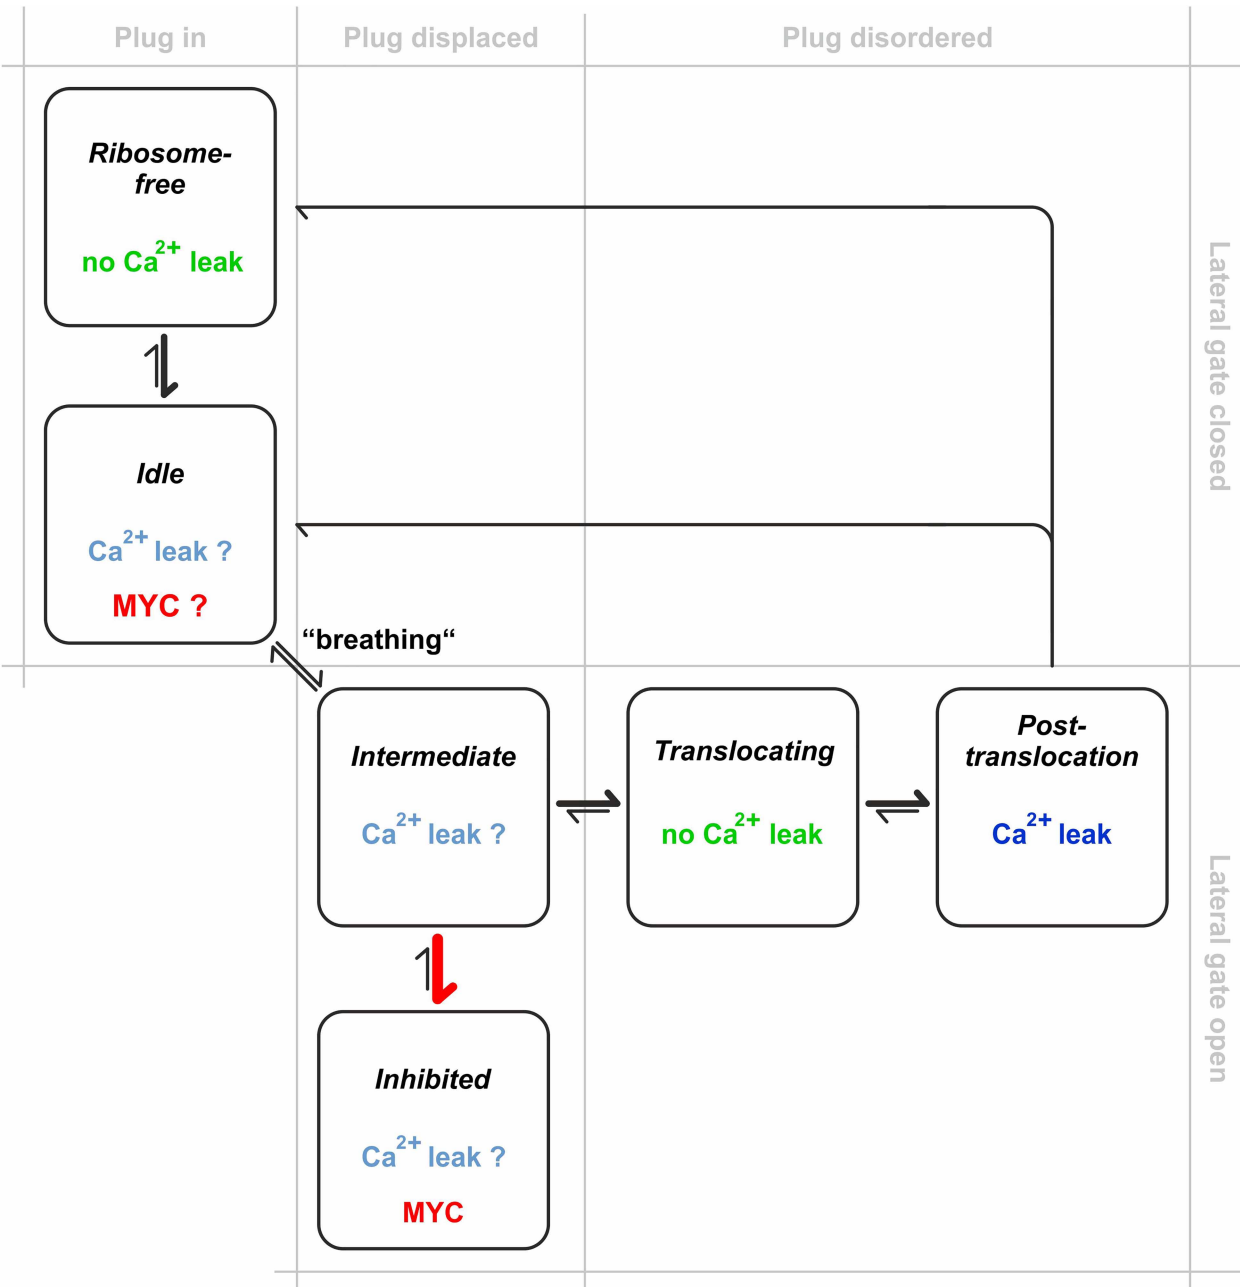 Plug in
Plug displaced
Plug disordered
Ribosome-
free
no Ca2+ leak
Lateral gate closed
Idle
Ca2+ leak ?
MYC ?
“breathing“
Intermediate
Ca2+ leak ?
Translocating
no Ca2+ leak
Post-
translocation
Ca2+ leak
Lateral gate open
Inhibited
Ca2+ leak ?
MYC